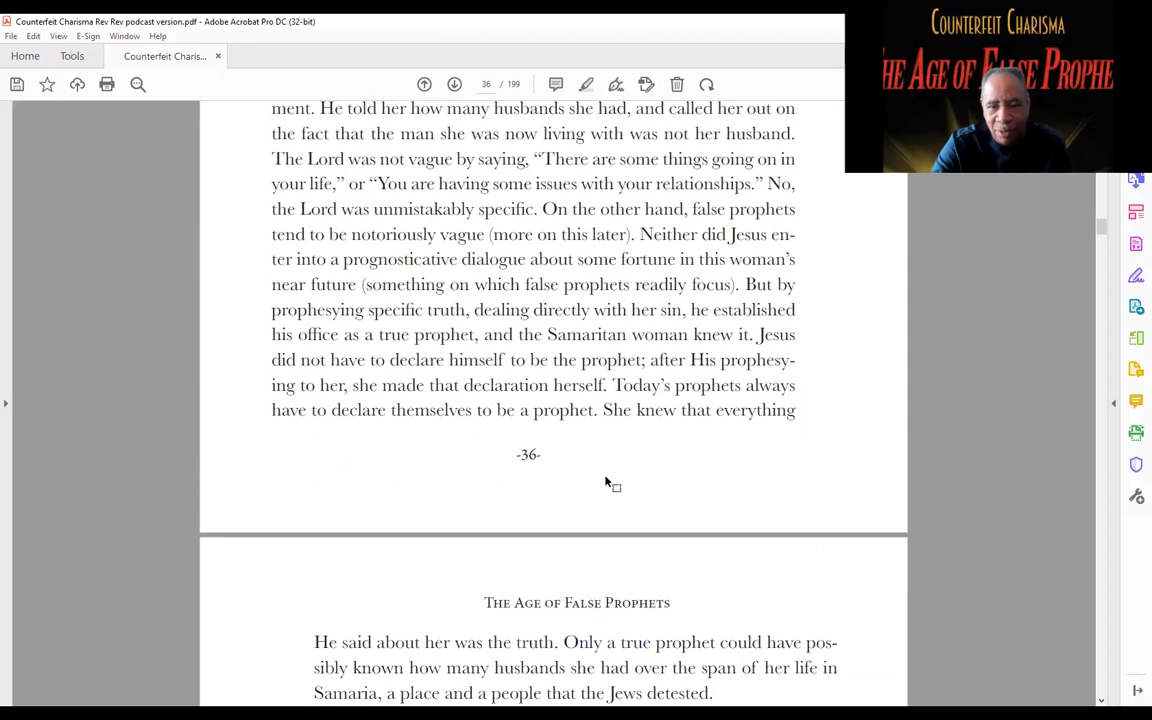 Counterfeit Charisma Rev Rev podcast version.pdf - Adobe Acrobat Pro DC (32-bit)
File Edit View E-Sign Window Help
Home Tools Counterfeit Charis... ×
36 / 199
COUNTERFEIT CHARISMA
HE AGE OF FALSE PROPHE
ment. He told her how many husbands she had, and called her out on
the fact that the man she was now living with was not her husband.
The Lord was not vague by saying, “There are some things going on in
your life,” or “You are having some issues with your relationships.” No,
the Lord was unmistakably specific. On the other hand, false prophets
tend to be notoriously vague (more on this later). Neither did Jesus en-
ter into a prognosticative dialogue about some fortune in this woman’s
near future (something on which false prophets readily focus). But by
prophesying specific truth, dealing directly with her sin, he established
his office as a true prophet, and the Samaritan woman knew it. Jesus
did not have to declare himself to be the prophet; after His prophesy-
ing to her, she made that declaration herself. Today’s prophets always
have to declare themselves to be a prophet. She knew that everything
-36-
THE AGE OF FALSE PROPHETS
He said about her was the truth. Only a true prophet could have pos-
sibly known how many husbands she had over the span of her life in
Samaria, a place and a people that the Jews detested.